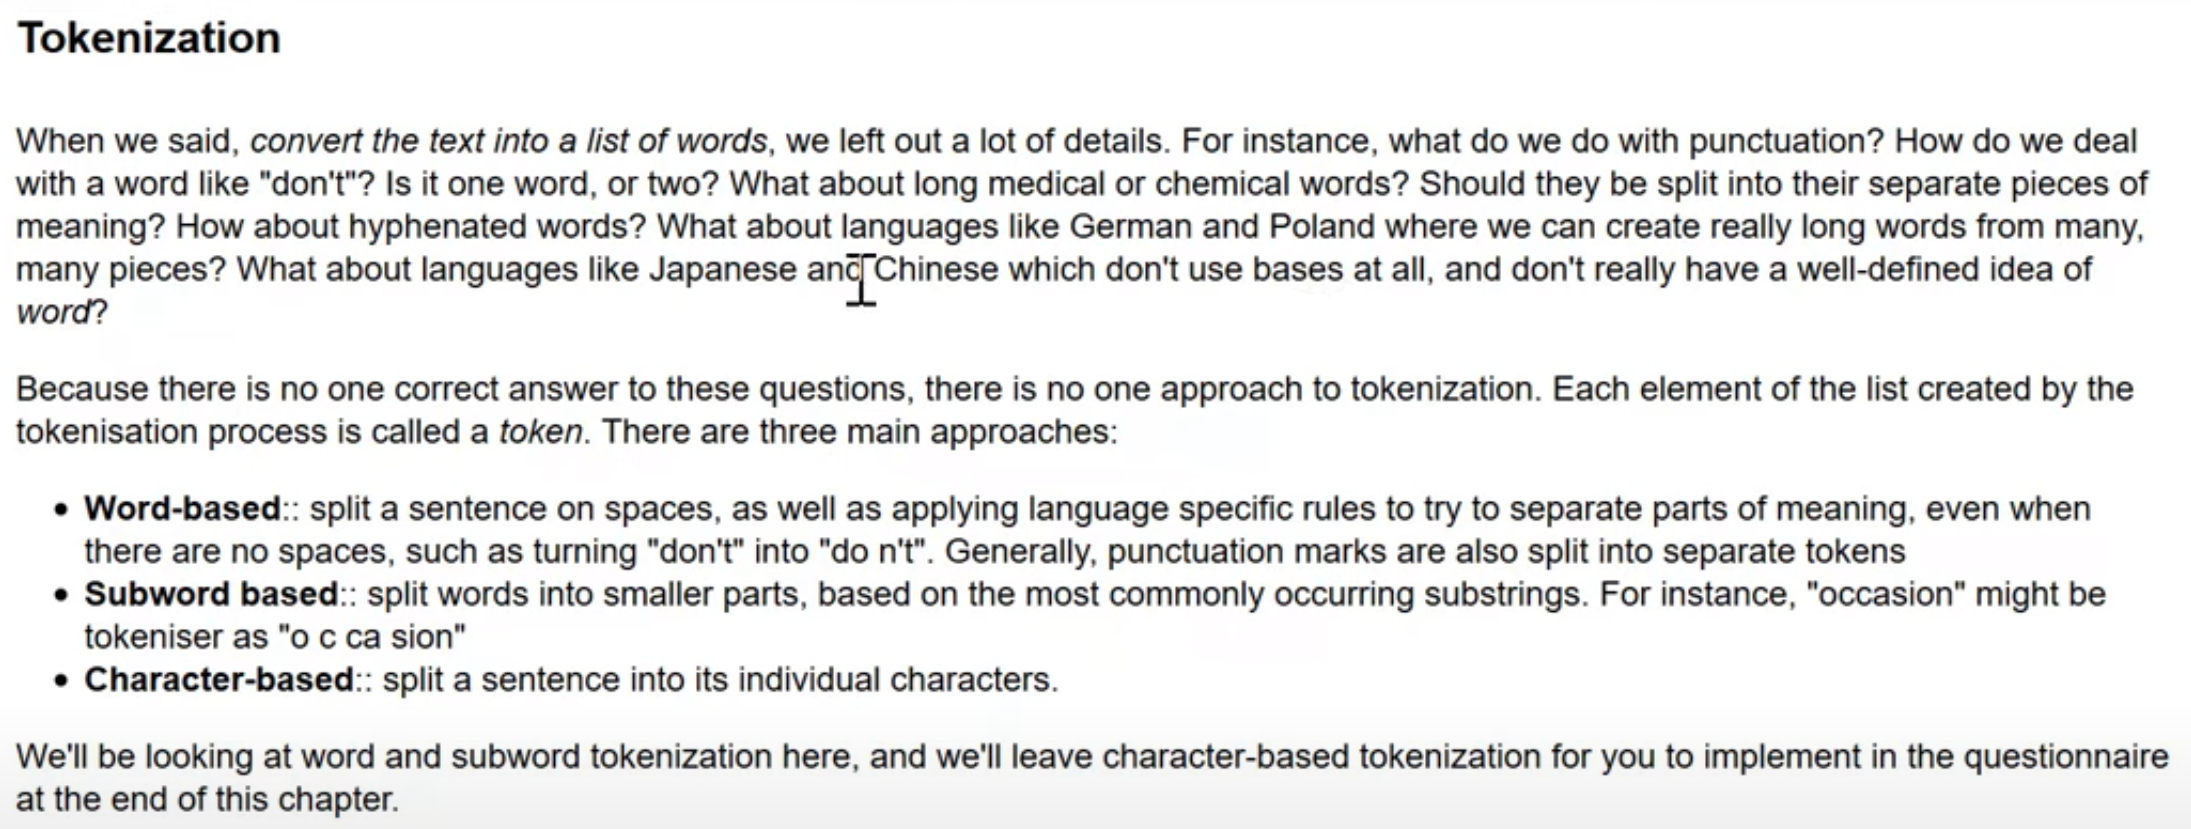 Tokenization
When we said, convert the text into a list of words, we left out a lot of details. For instance, what do we do with punctuation? How do we deal
with a word like "don't"? Is it one word, or two? What about long medical or chemical words? Should they be split into their separate pieces of
meaning? How about hyphenated words? What about languages like German and Poland where we can create really long words from many,
many pieces? What about languages like Japanese and Chinese which don't use bases at all, and don't really have a well-defined idea of
word?
Because there is no one correct answer to these questions, there is no one approach to tokenization. Each element of the list created by the
tokenisation process is called a token. There are three main approaches:
• Word-based:: split a sentence on spaces, as well as applying language specific rules to try to separate parts of meaning, even when
there are no spaces, such as turning "don't" into "do n't". Generally, punctuation marks are also split into separate tokens
• Subword based:: split words into smaller parts, based on the most commonly occurring substrings. For instance, "occasion" might be
tokeniser as "o c ca sion"
• Character-based:: split a sentence into its individual characters.
We'll be looking at word and subword tokenization here, and we'll leave character-based tokenization for you to implement in the questionnaire
at the end of this chapter.